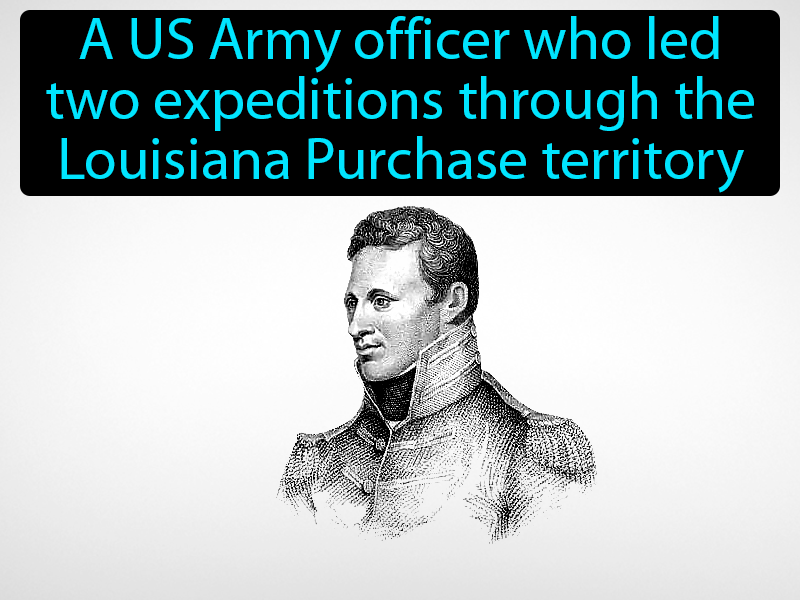 A US Army officer who led
two expeditions through the
Louisiana Purchase territory